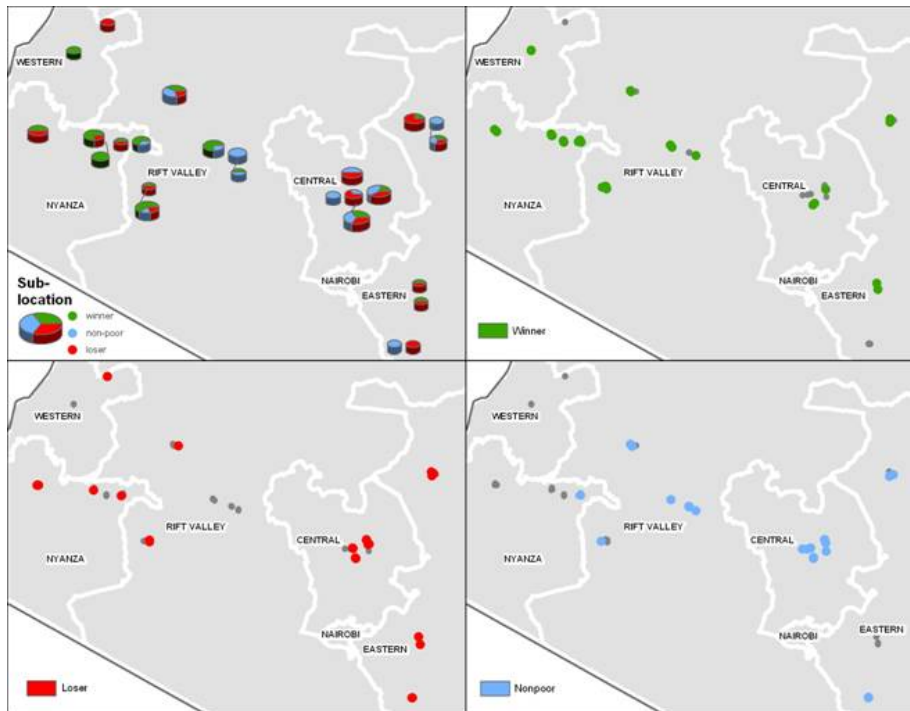 WESTERN
RIFT VALLEY
CENTRAL
NYANZA
NAIROBI
EASTERN
Sub-
location
winner
non-poor
loser
WESTERN
RIFT VALLEY
CENTRAL
NYANZA
NAIROBI
EASTERN
Winner
WESTERN
RIFT VALLEY
CENTRAL
NYANZA
NAIROBI
EASTERN
Loser
WESTERN
RIFT VALLEY
CENTRAL
NYANZA
EASTERN
NAIROBI
Nonpoor